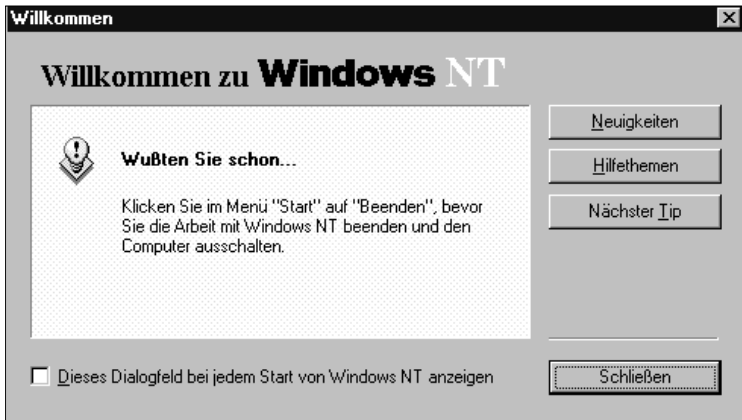 Willkommen
Willkommen zu Windows NT
Wußten Sie schon...
Klicken Sie im Menü "Start" auf "Beenden", bevor
Sie die Arbeit mit Windows NT beenden und den
Computer ausschalten.
Neuigkeiten
Hilfethemen
Nächster Tip
Dieses Dialogfeld bei jedem Start von Windows NT anzeigen
Schließen